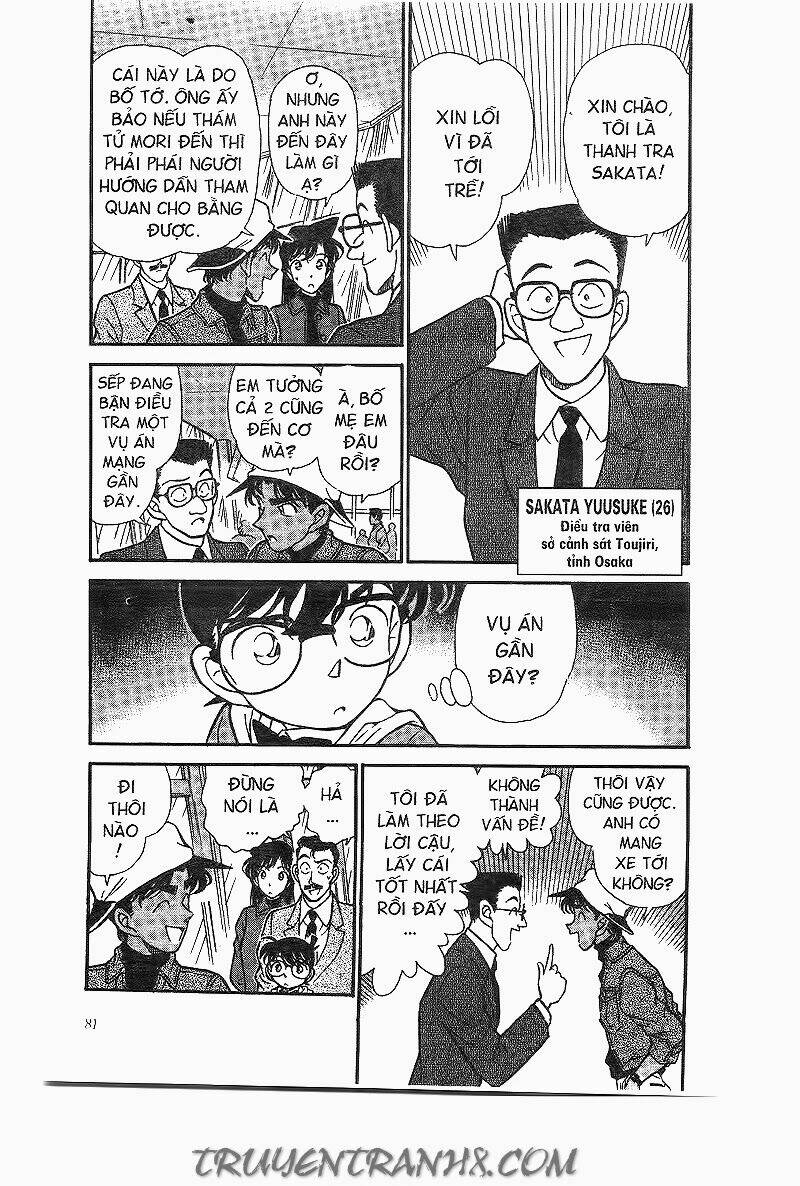 XIN CHÀO,
TÔI LÀ
THANH TRA
SAKATA!
XIN LỖI
VÌ ĐÃ
TỚI
TRỄ!
SAKATA YUUSUKE (26)
Điều tra viên
sở cảnh sát Toujiri,
tỉnh Osaka
Ơ,
NHƯNG
ANH NÀY
ĐẾN ĐÂY
LÀM GÌ
Ạ?
CÁI NÀY LÀ DO
BỐ TỚ. ÔNG ẤY
BẢO NẾU THÁM
TỬ MORI ĐẾN THÌ
PHẢI PHÁI NGƯỜI
HƯỚNG DẪN THAM
QUAN CHO BẰNG
ĐƯỢC.
À, BỐ
MẸ EM
ĐÂU
RỒI?
EM TƯỞNG
CẢ 2 CŨNG
ĐẾN CƠ
MÀ?
SẾP ĐANG
BẬN ĐIỀU
TRA MỘT
VỤ ÁN
MẠNG
GẦN
ĐÂY.
VỤ ÁN
GẦN
ĐÂY?
THÔI VẬY
CŨNG ĐƯỢC.
ANH CÓ
MANG
XE TỚI
KHÔNG?
KHÔNG
THÀNH
VẤN ĐỀ!
TÔI ĐÃ
LÀM THEO
LỜI CẬU,
LẤY CÁI
TỐT NHẤT
RỒI ĐẤY
...
HẢ
...
ĐỪNG
NÓI LÀ
...
ĐI
THÔI
NÀO
!
81
TRUYENTRANH8.COM